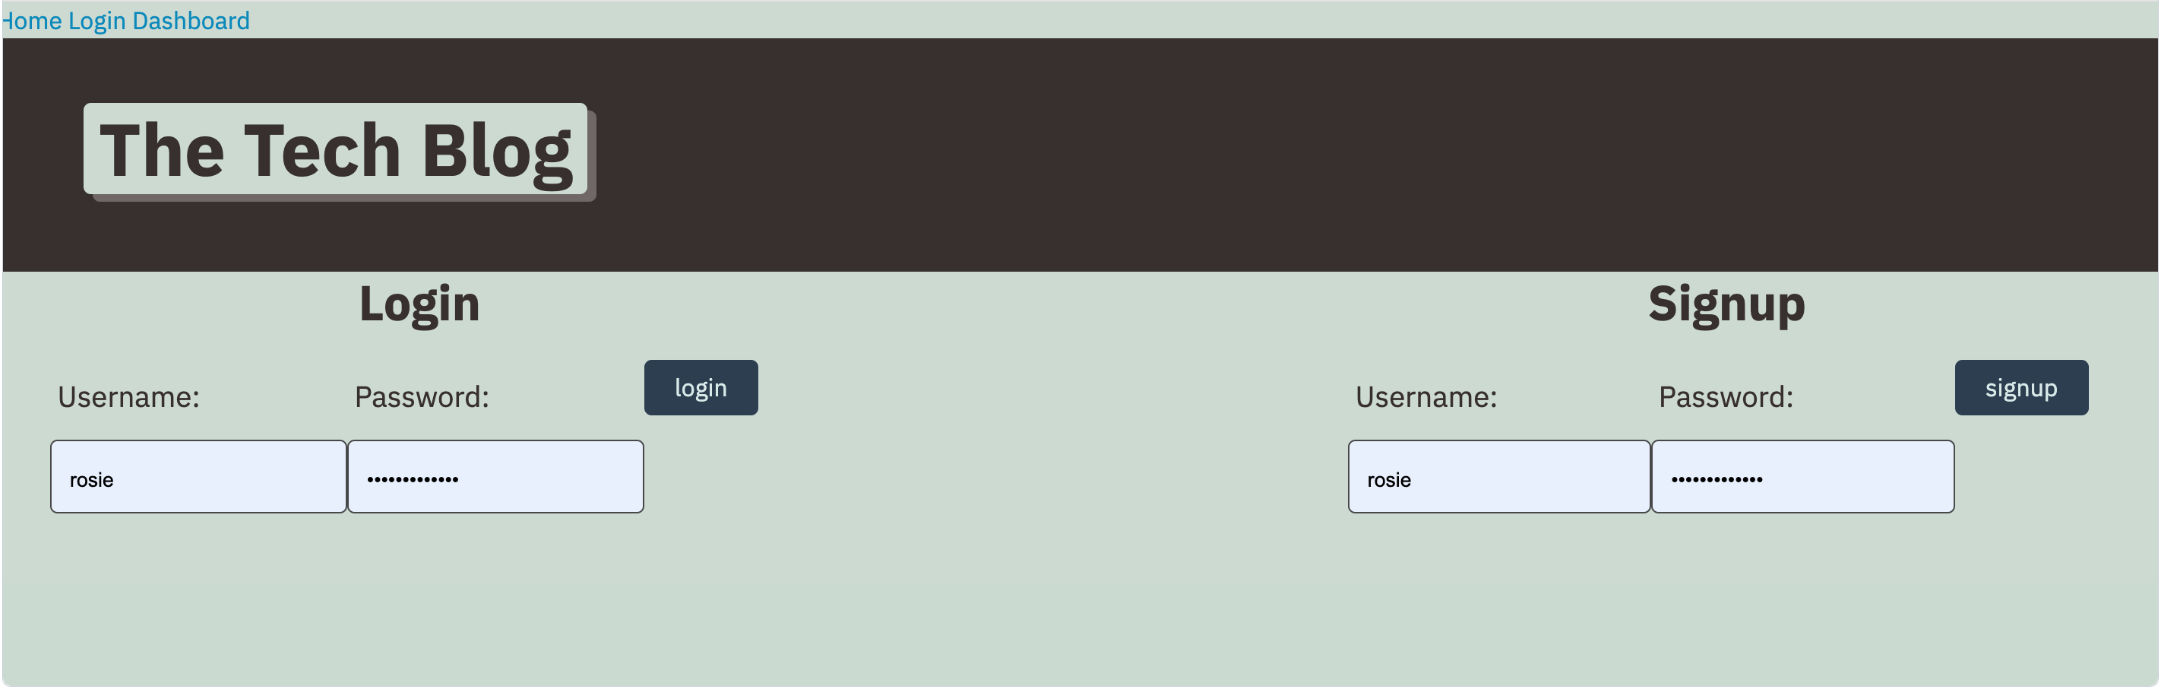 Home Login Dashboard
The Tech Blog
Login
Username:
Password:
login
rosie
•••••••••••••
Signup
Username:
Password:
signup
rosie
•••••••••••••